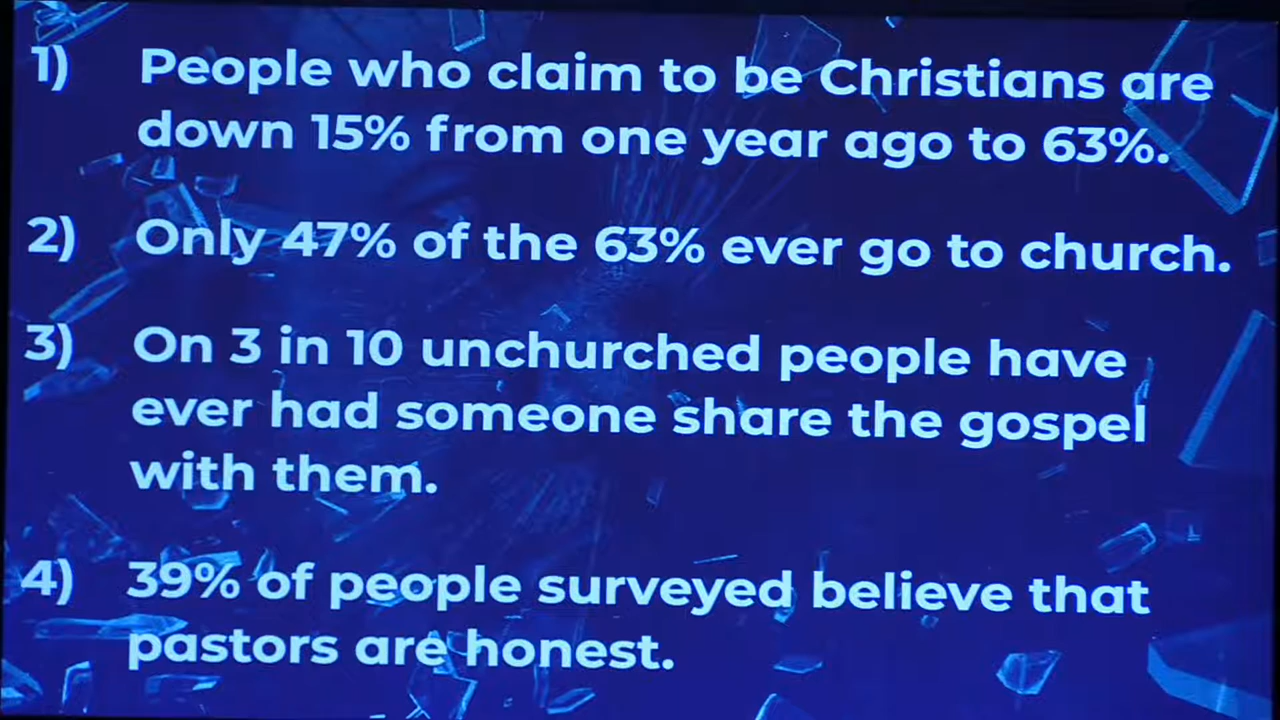 1) People who claim to be Christians are
down 15% from one year ago to 63%.
2) Only 47% of the 63% ever go to church.
3) On 3 in 10 unchurched people have
ever had someone share the gospel
with them.
4) 39% of people surveyed believe that
pastors are honest.